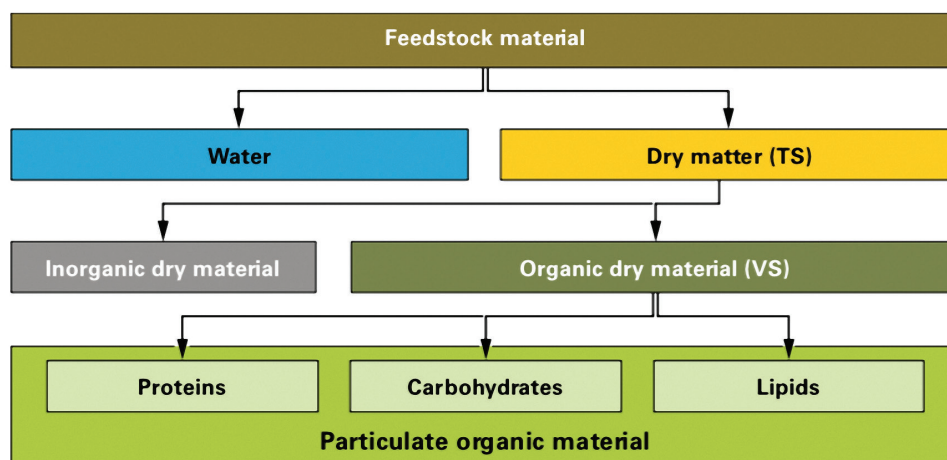 Feedstock material
Water
Dry matter (TS)
Inorganic dry material
Organic dry material (VS)
Proteins
Carbohydrates
Lipids
Particulate organic material